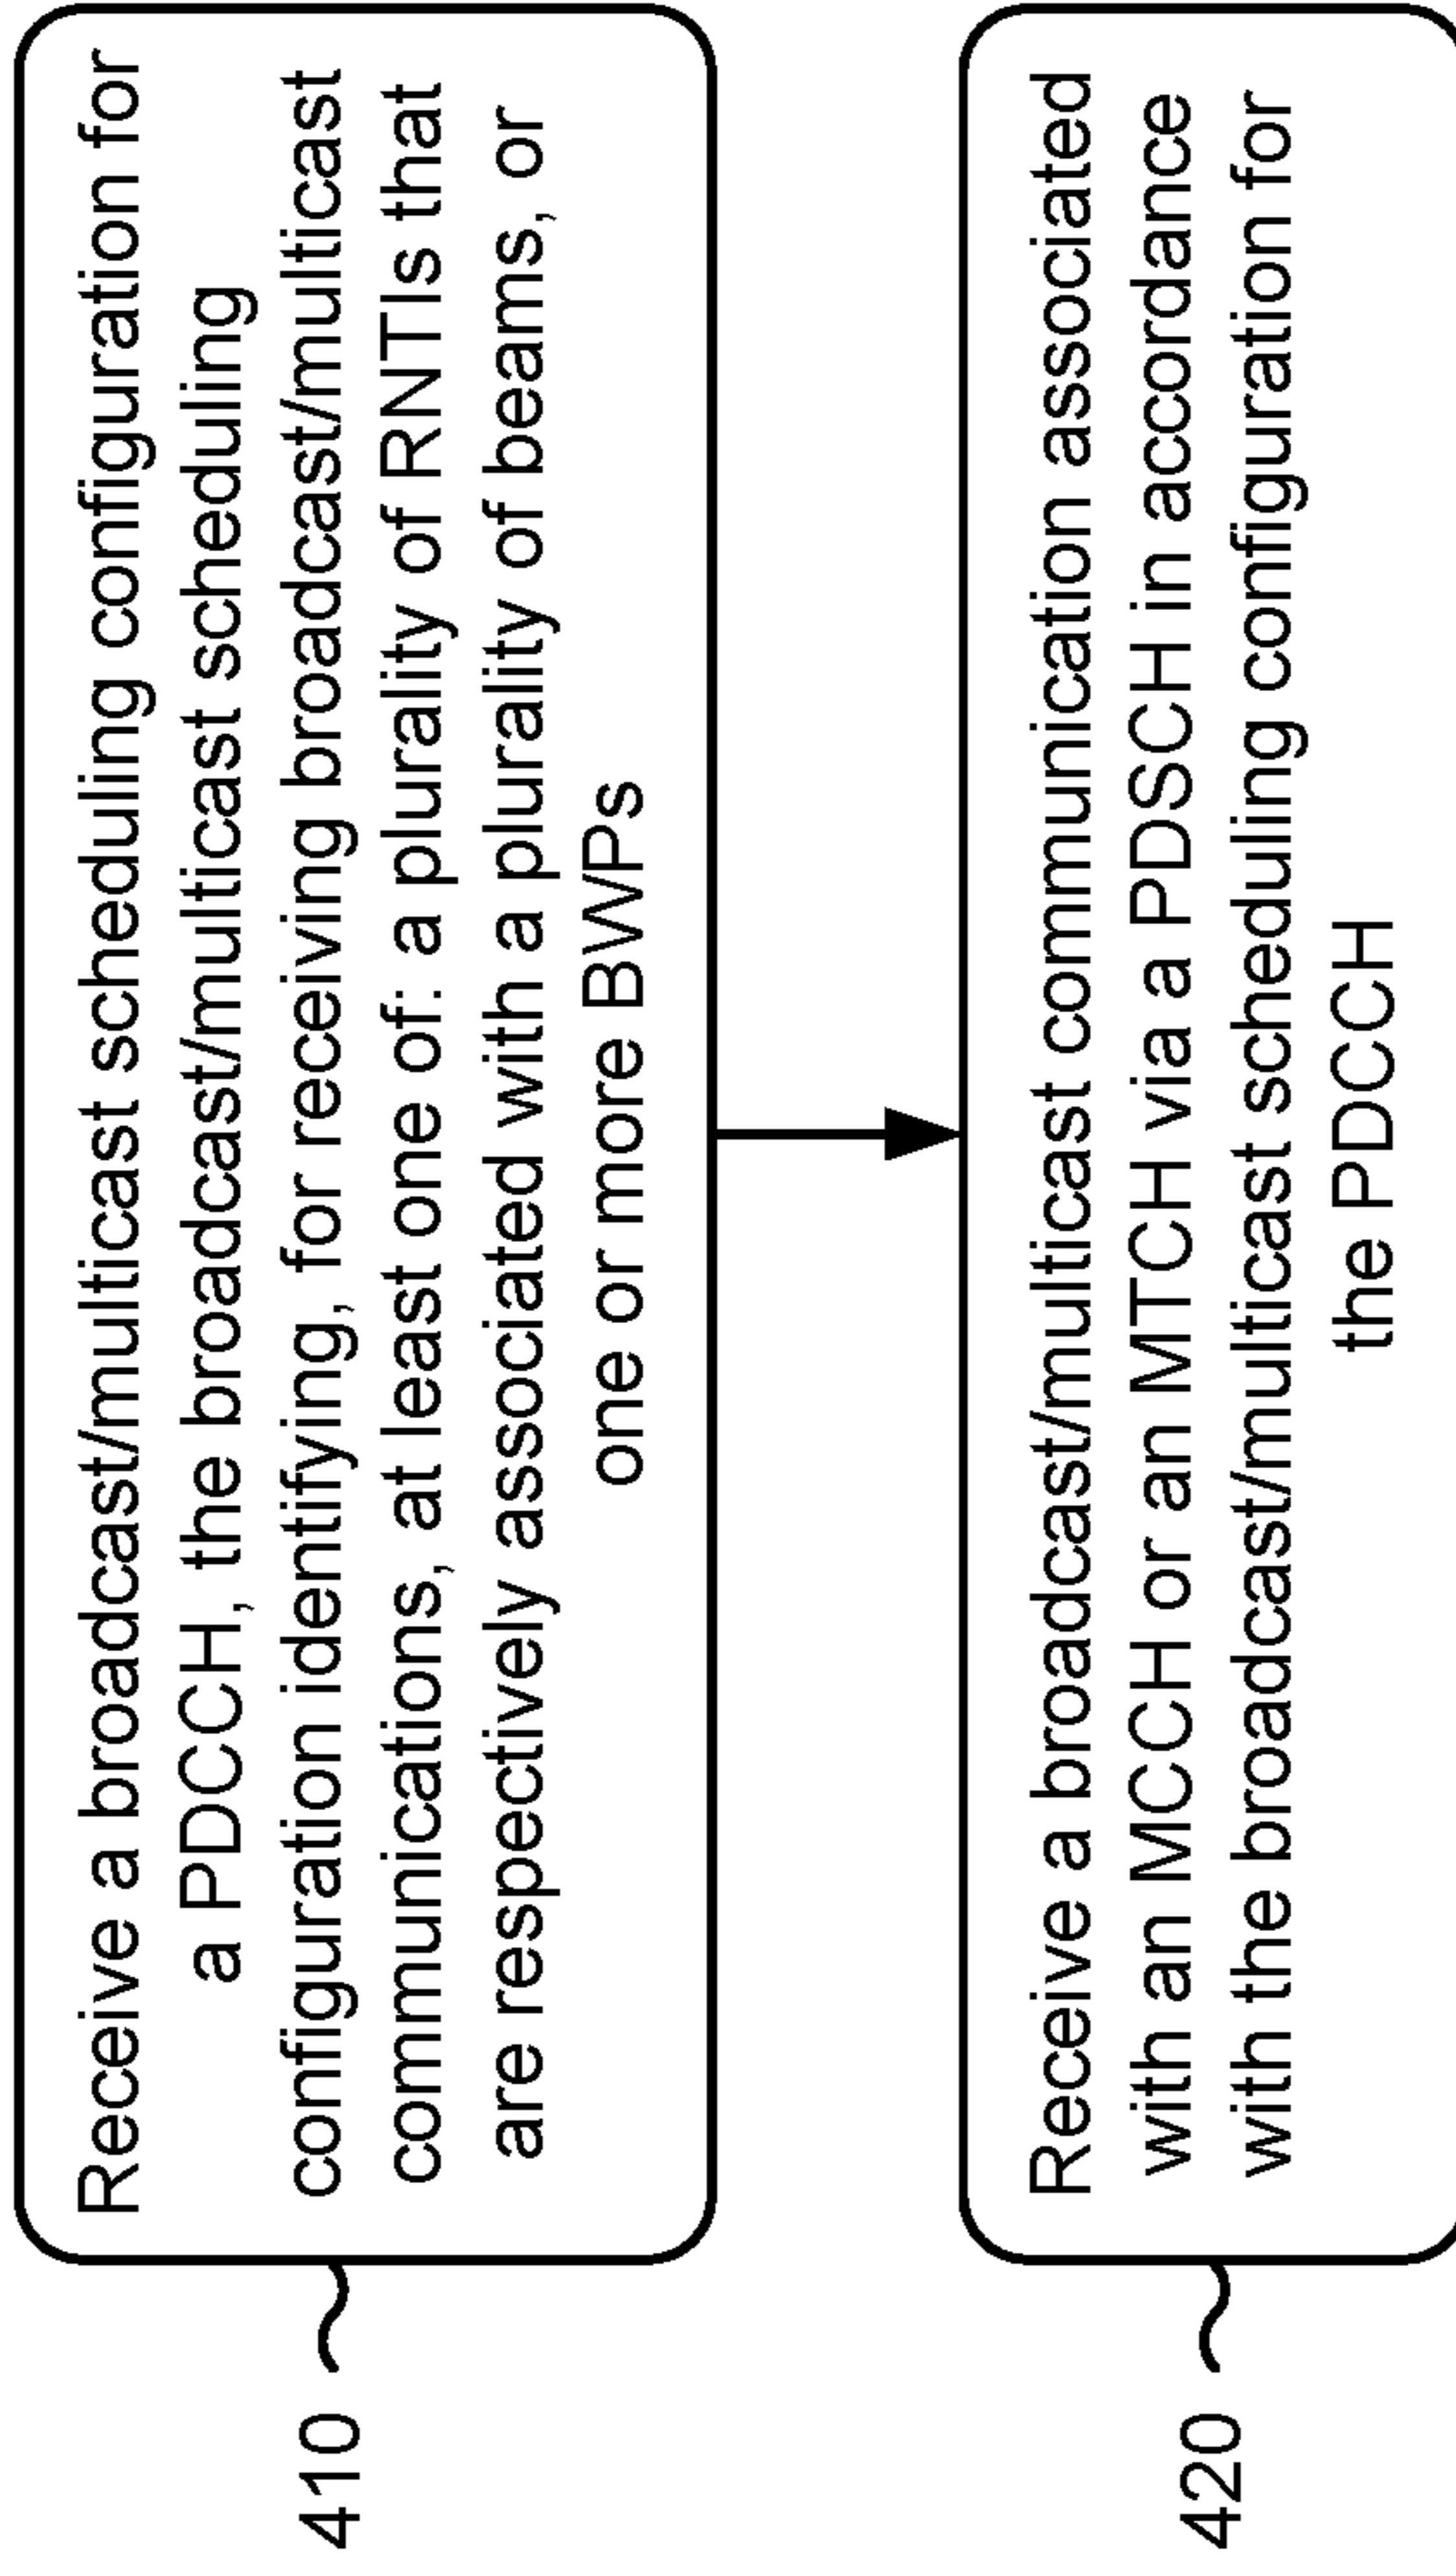 410
Receive a broadcast/multicast scheduling configuration for
a PDCCH, the broadcast/multicast scheduling
configuration identifying, for receiving broadcast/multicast
communications, at least one of: a plurality of RNTIs that
are respectively associated with a plurality of beams, or
one or more BWPs
420
Receive a broadcast/multicast communication associated
with an MCCH or an MTCH via a PDSCH in accordance
with the broadcast/multicast scheduling configuration for
the PDCCH